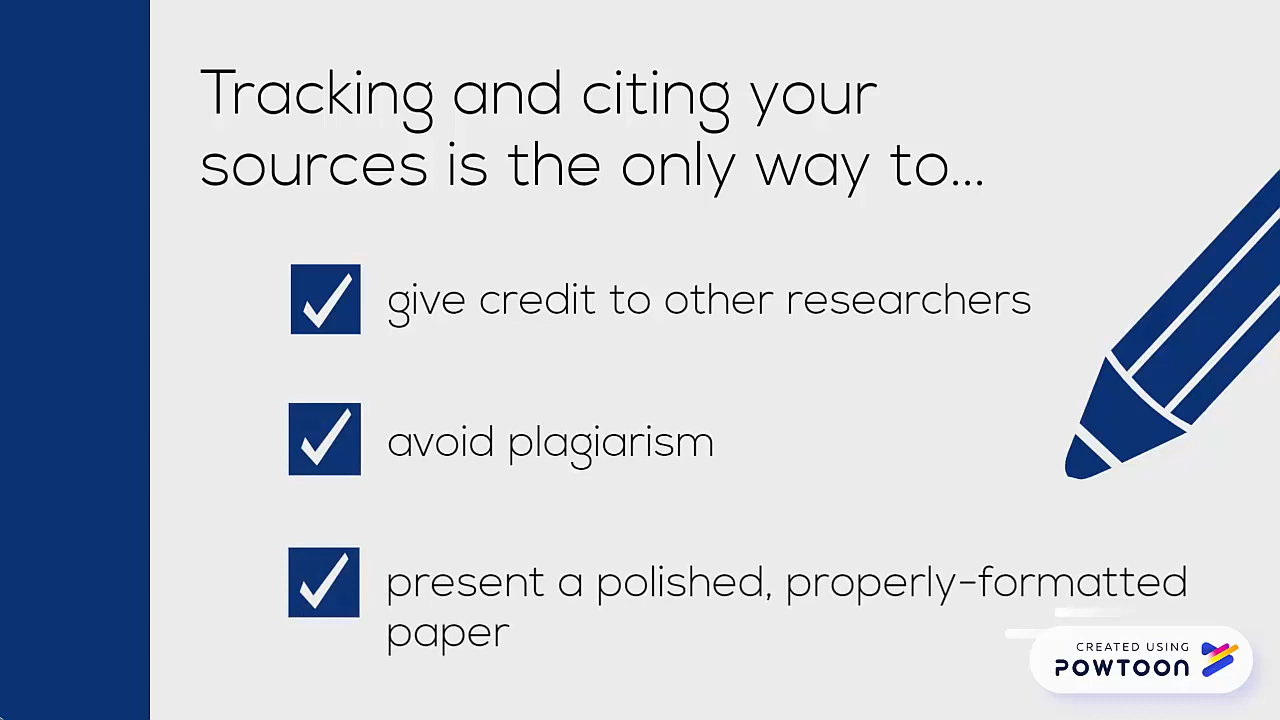 Tracking and citing your
sources is the only way to...
give credit to other researchers
avoid plagiarism
present a polished, properly-formatted
paper
CREATED USING
POWTOON